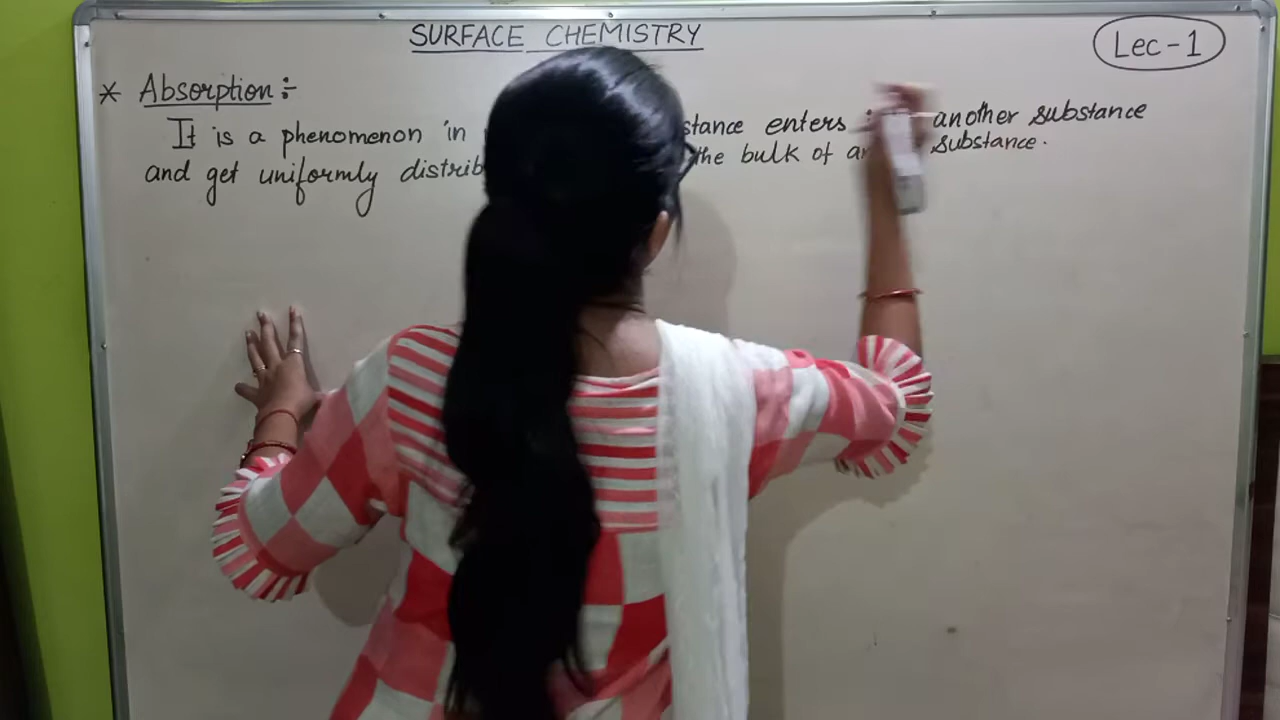 SURFACE CHEMISTRY
Lec-1
* Absorption:-
It is a phenomenon in stance enters another substance
and get uniformly distrib the bulk of an substance.